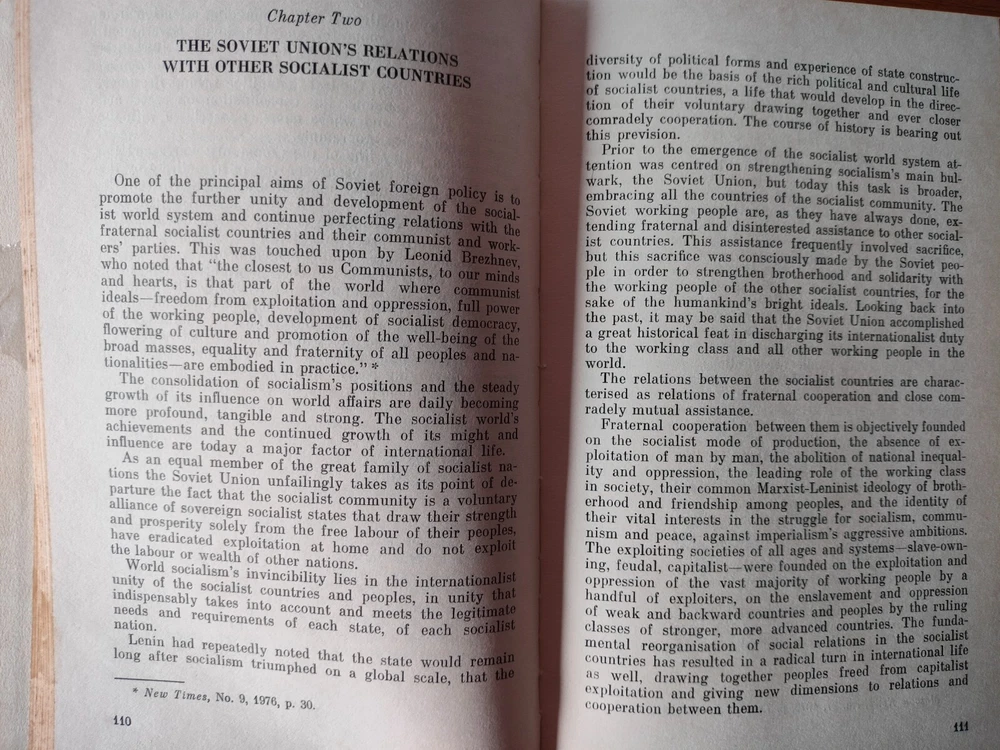 Chapter Two
THE SOVIET UNION'S RELATIONS
WITH OTHER SOCIALIST COUNTRIES
One of the principal aims of Soviet foreign policy is to
promote the further unity and development of the social-
ist world system and continue perfecting relations with the
fraternal socialist countries and their communist and work-
ers' parties. This was touched upon by Leonid Brezhnev,
who noted that “the closest to us Communists, to our minds
and hearts, is that part of the world where communist
ideals—freedom from exploitation and oppression, full power
of the working people, development of socialist democracy,
flowering of culture and promotion of the well-being of the
broad masses, equality and fraternity of all peoples and na-
tionalities—are embodied in practice.” *
The consolidation of socialism's positions and the steady
growth of its influence on world affairs are daily becoming
more profound, tangible and strong. The socialist world's
achievements and the continued growth of its might and
influence are today a major factor of international life.
As an equal member of the great family of socialist na-
tions the Soviet Union unfailingly takes as its point of de-
parture the fact that the socialist community is a voluntary
alliance of sovereign socialist states that draw their strength
and prosperity solely from the free labour of their peoples,
have eradicated exploitation at home and do not exploit
the labour or wealth of other nations.
World socialism's invincibility lies in the internationalist
unity of the socialist countries and peoples, in unity that
indispensably takes into account and meets the legitimate
needs and requirements of each state, of each socialist
nation.
Lenin had repeatedly noted that the state would remain
long after socialism triumphed on a global scale, that the
* New Times, No. 9, 1976, p. 30.
110
diversity of political forms and experience of state construc-
tion would be the basis of the rich political and cultural life
of socialist countries, a life that would develop in the direc-
tion of their voluntary drawing together and ever closer
comradely cooperation. The course of history is bearing out
this prevision.
Prior to the emergence of the socialist world system at-
tention was centred on strengthening socialism's main bul-
wark, the Soviet Union, but today this task is broader,
embracing all the countries of the socialist community. The
Soviet working people are, as they have always done, ex-
tending fraternal and disinterested assistance to other social-
ist countries. This assistance frequently involved sacrifice,
but this sacrifice was consciously made by the Soviet peo-
ple in order to strengthen brotherhood and solidarity with
the working people of the other socialist countries, for the
sake of the humankind's bright ideals. Looking back into
the past, it may be said that the Soviet Union accomplished
a great historical feat in discharging its internationalist duty
to the working class and all other working people in the
world.
The relations between the socialist countries are charac-
terised as relations of fraternal cooperation and close com-
radely mutual assistance.
Fraternal cooperation between them is objectively founded
on the socialist mode of production, the absence of ex-
ploitation of man by man, the abolition of national inequal-
ity and oppression, the leading role of the working class
in society, their common Marxist-Leninist ideology of broth-
erhood and friendship among peoples, and the identity of
their vital interests in the struggle for socialism, commu-
nism and peace, against imperialism's aggressive ambitions.
The exploiting societies of all ages and systems—slave-own-
ing, feudal, capitalist—were founded on the exploitation and
oppression of the vast majority of working people by a
handful of exploiters, on the enslavement and oppression
of weak and backward countries and peoples by the ruling
classes of stronger, more advanced countries. The funda-
mental reorganisation of social relations in the socialist
countries has resulted in a radical turn in international life
as well, drawing together peoples freed from capitalist
exploitation and giving new dimensions to relations and
cooperation between them.
111